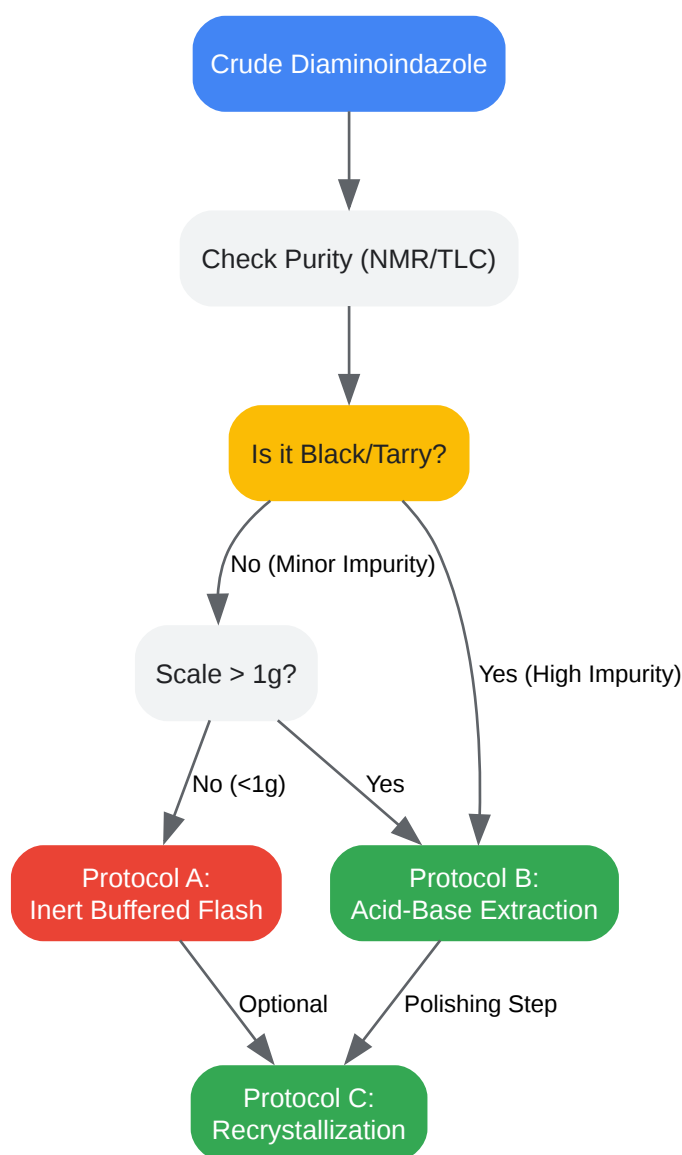 Crude Diaminoindazole
Check Purity (NMR/TLC)
Is it Black/Tarry?
No (Minor Impurity)
Scale > 1g?
Yes (High Impurity)
No (<1g)
Yes
Protocol A:
Inert Buffered Flash
Protocol B:
Acid-Base Extraction
Optional
Polishing Step
Protocol C:
Recrystallization